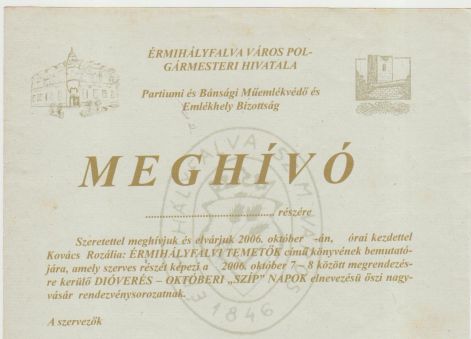 ÉRMIHÁLYFALVA VÁROS POL-
GÁRMESTERI HIVATALA
Partiumi és Bánsági Műemlékvédő és
Emlékhely Bizottság
MEGHÍVÓ
............................................ részére
Szeretettel meghívjuk és elvárjuk 2006. október -án, órai kezdettel
Kovács Rozália: ÉRMIHÁLYFALVI TEMETŐK című könyvének bemutató-
jára, amely szerves részét képezi a 2006. október 7– 8 között megrendezés-
re kerülő DIÓVERÉS – OKTÓBERI „SZÍP” NAPOK elnevezésű őszi nagy-
vásár rendezvénysorozatnak.
A szervezők
1846